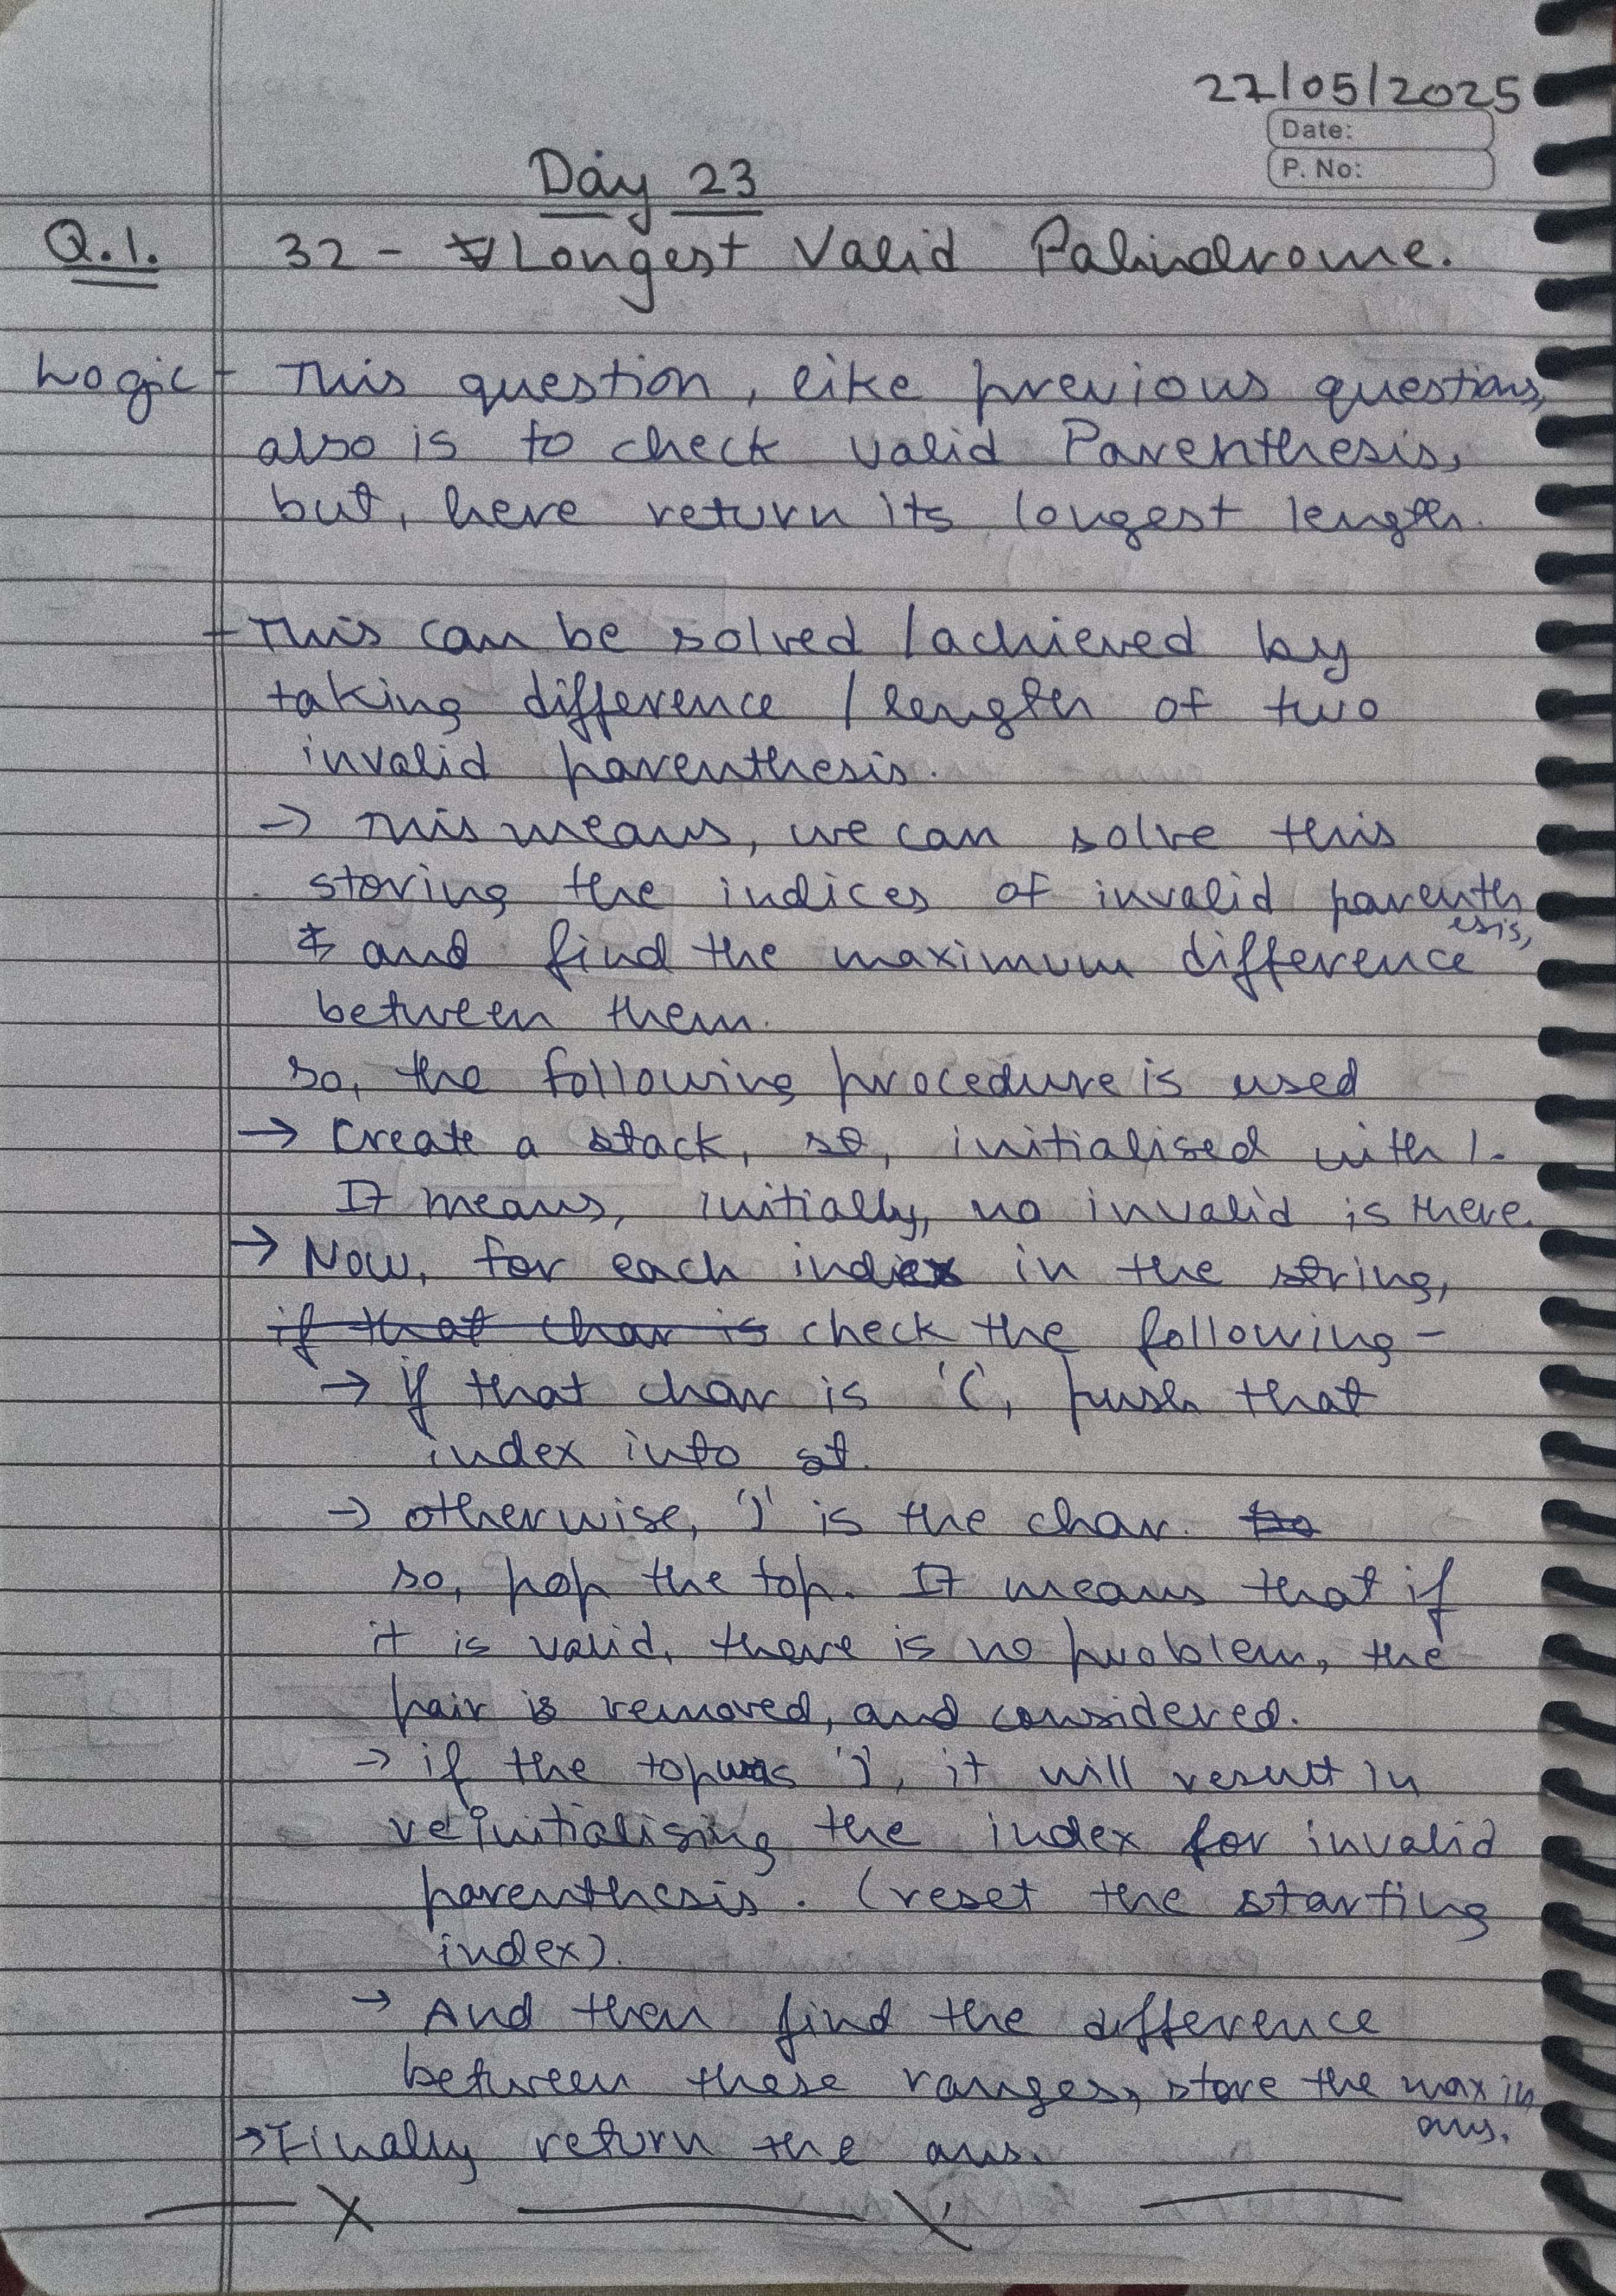 27/05/2025
Date:
P. No:
Day 23
Q.1. 32 - Longest Valid Palindrome.
Logic - This question, like previous questions,
also is to check valid Parenthesis,
but, here return its longest length.
- This can be solved / achieved by
taking difference / length of two
invalid parenthesis.
→ This means, we can solve this
storing the indices of invalid parenth
esis,
and find the maximum difference
between them.
so, the following procedure is used
→ Create a stack, st, initialised with 1.
It means, initially, no invalid is there.
→ Now, for each index in the string,
if that char is check the following -
→ if that char is '(', push that
index into st.
→ otherwise, ')' is the char.
so, pop the top. It means that if
it is valid, there is no problem, the
pair is removed, and considered.
→ if the top was ')', it will result in
reinitialising the index for invalid
parenthesis. (reset the starting
index).
→ And then find the difference
between these ranges, store the max in
ans.
→ Finally return the ans.